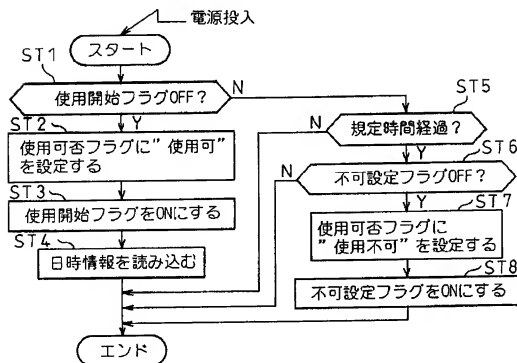 電源投入
スタート
ST1
使用開始フラグOFF?
N
ST5
ST2
Y
N
規定時間経過?
使用可否フラグに"使用可"
を設定する
Y
ST6
N
不可設定フラグOFF?
ST3
Y
ST7
使用開始フラグをONにする
使用可否フラグに
"使用不可"を設定する
ST4
日時情報を読み込む
ST8
不可設定フラグをONにする
エンド